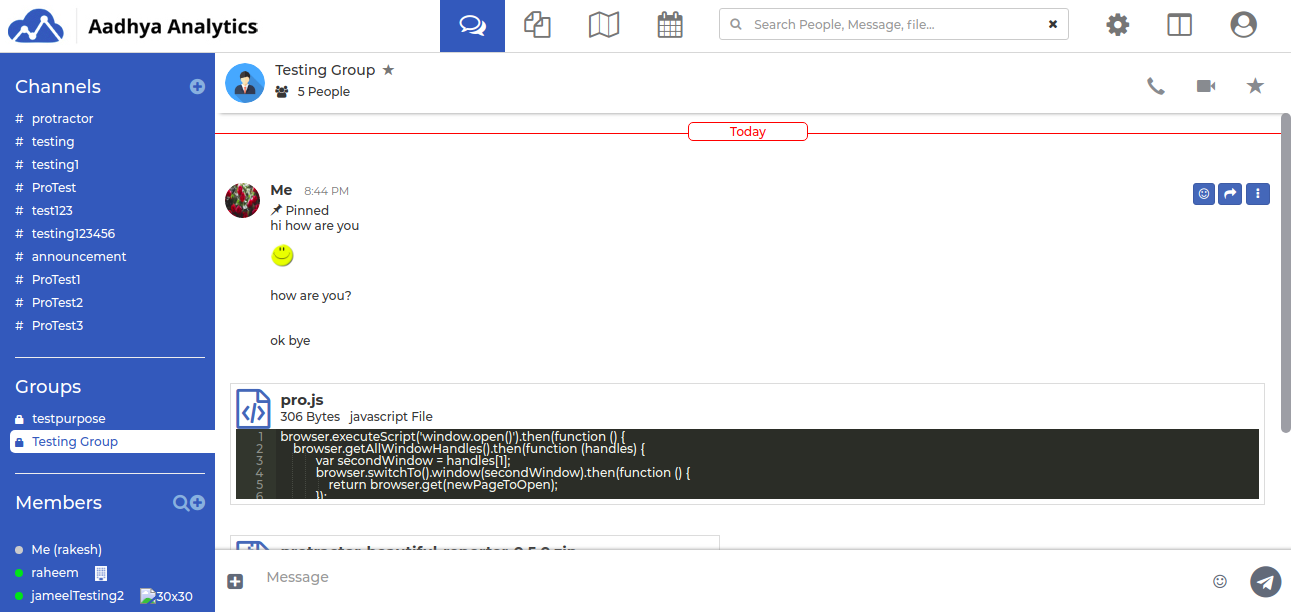 Aadhya Analytics
Search People, Message, file...
Channels
# protractor
# testing
# testing1
# ProTest
# test123
# testing123456
# announcement
# ProTest1
# ProTest2
# ProTest3
Groups
testpurpose
Testing Group
Members
Me (rakesh)
raheem
jameelTesting2 30x30
Testing Group
5 People
Today
Me 8:44 PM
Pinned
hi how are you
how are you?
ok bye
pro.js
306 Bytes javascript File
1 browser.executeScript('window.open()').then(function () {
2 browser.getAllWindowHandles().then(function (handles) {
3 var secondWindow = handles[1];
4 browser.switchTo().window(secondWindow).then(function () {
5 return browser.get(newPageToOpen);
6 });
Message